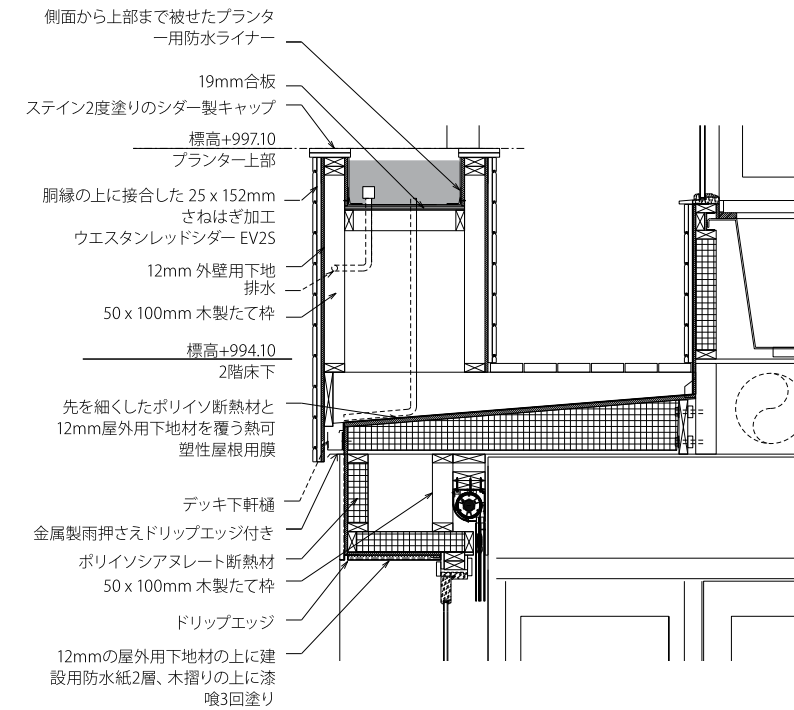 側面から上部まで被せたプランタ
ー用防水ライナー
19mm合板
ステイン2度塗りのシダー製キャップ
標高+997.10
プランター上部
胴縁の上に接合した 25 x 152mm
さねはぎ加工
ウエスタンレッドシダー EV2S
12mm 外壁用下地
排水
50 x 100mm 木製たて枠
標高+994.10
2階床下
先を細くしたポリイソ断熱材と
12mm屋外用下地材を覆う熱可
塑性屋根用膜
デッキ下軒樋
金属製雨押さえドリップエッジ付き
ポリイソシアヌレート断熱材
50 x 100mm 木製たて枠
ドリップエッジ
12mmの屋外用下地材の上に建
設用防水紙2層、木摺りの上に漆
喰3回塗り